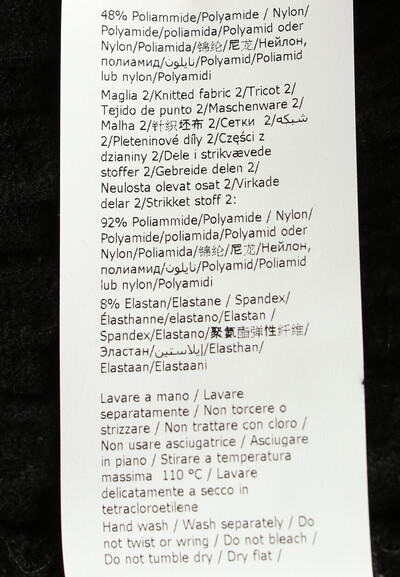 48% Poliammide/Polyamide / Nylon/
Polyamide/poliamida/Polyamid oder
Nylon/Poliamida/锦纶/尼龙/Нейлон,
полиамид/نايلون/Polyamid/Poliamid
lub nylon/Polyamidi
Maglia 2/Knitted fabric 2/Tricot 2/
Tejido de punto 2/Maschenware 2/
Malha 2/针织坯布 2/Сетки 2/شبكه
2/Pleteninové díly 2/Części z
dzianiny 2/Dele i strikvævede
stoffer 2/Gebreide delen 2/
Neulosta olevat osat 2/Virkade
delar 2/Strikket stoff 2:
92% Poliammide/Polyamide / Nylon/
Polyamide/poliamida/Polyamid oder
Nylon/Poliamida/锦纶/尼龙/Нейлон,
полиамид/نايلون/Polyamid/Poliamid
lub nylon/Polyamidi
8% Elastan/Elastane / Spandex/
Élasthanne/elastano/Elastan /
Spandex/Elastano/聚氨酯弹性纤维/
Эластан/إيلاستين/Elasthan/
Elastaan/Elastaani
Lavare a mano / Lavare
separatamente / Non torcere o
strizzare / Non trattare con cloro /
Non usare asciugatrice / Asciugare
in piano / Stirare a temperatura
massima 110 ºC / Lavare
delicatamente a secco in
tetracloroetilene
Hand wash / Wash separately / Do
not twist or wring / Do not bleach /
Do not tumble dry / Dry flat /